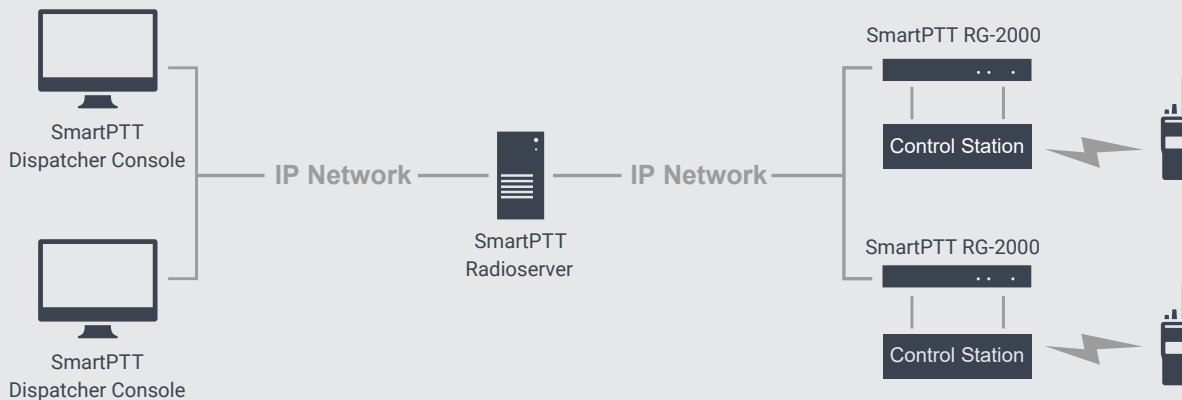 SmartPTT
Dispatcher Console
SmartPTT
Dispatcher Console
IP Network
SmartPTT
Radioserver
IP Network
SmartPTT RG-2000
Control Station
SmartPTT RG-2000
Control Station